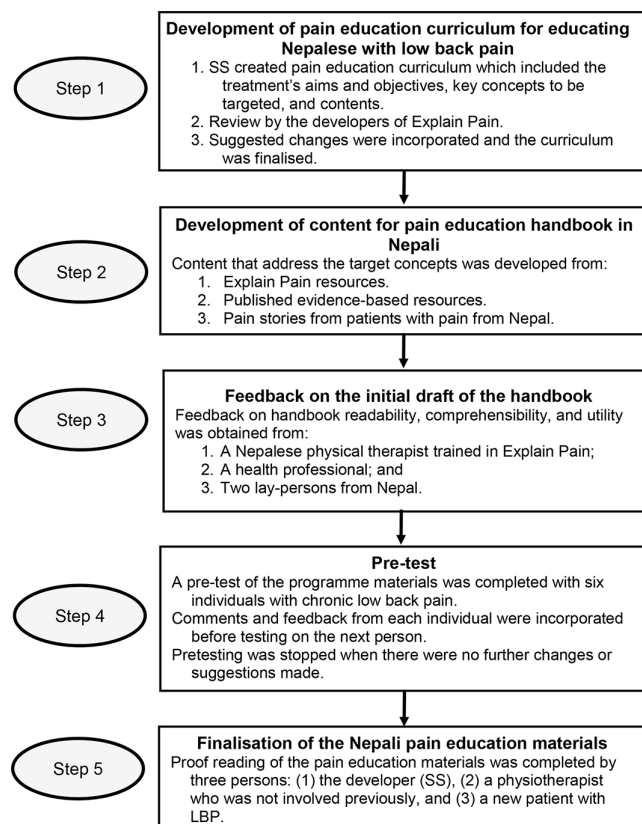 Development of pain education curriculum for educating
Nepalese with low back pain
Step 1
1. SS created pain education curriculum which included the
treatment's aims and objectives, key concepts to be
targeted, and contents.
2. Review by the developers of Explain Pain.
3. Suggested changes were incorporated and the curriculum
was finalised.
Development of content for pain education handbook in
Nepali
Step 2
Content that address the target concepts was developed from:
1. Explain Pain resources.
2. Published evidence-based resources.
3. Pain stories from patients with pain from Nepal.
Feedback on the initial draft of the handbook
Step 3
Feedback on handbook readability, comprehensibility, and utility
was obtained from:
1. A Nepalese physical therapist trained in Explain Pain;
2. A health professional; and
3. Two lay-persons from Nepal.
Pre-test
Step 4
A pre-test of the programme materials was completed with six
individuals with chronic low back pain.
Comments and feedback from each individual were incorporated
before testing on the next person.
Pretesting was stopped when there were no further changes or
suggestions made.
Finalisation of the Nepali pain education materials
Step 5
Proof reading of the pain education materials was completed by
three persons: (1) the developer (SS), (2) a physiotherapist
who was not involved previously, and (3) a new patient with
LBP.